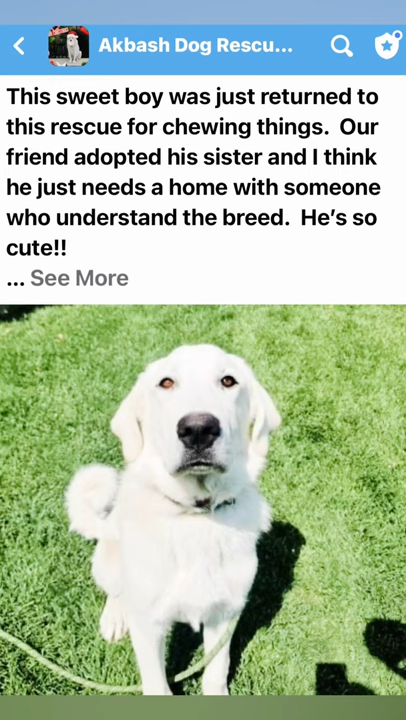 Akbash Dog Rescu...
This sweet boy was just returned to
this rescue for chewing things.  Our
friend adopted his sister and I think
he just needs a home with someone
who understand the breed.  He’s so
cute!!
... See More